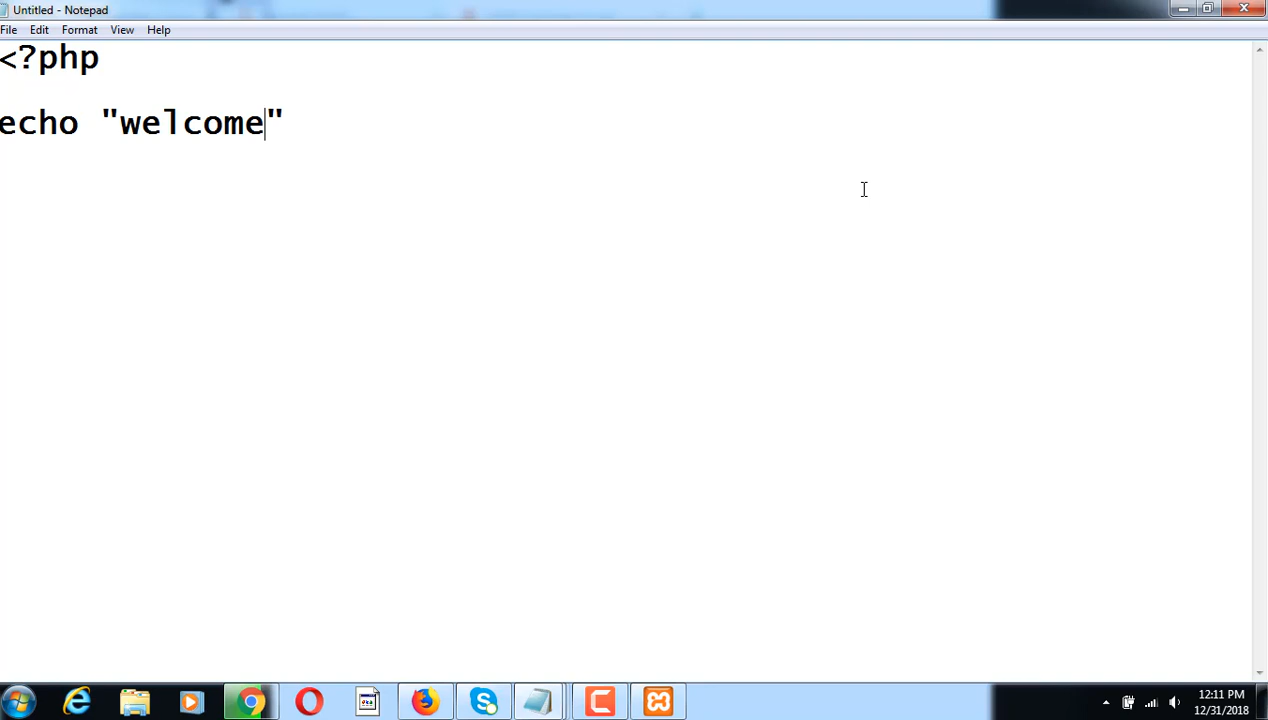 Untitled - Notepad
File Edit Format View Help
<?php
echo "welcome"
12:11 PM
12/31/2018